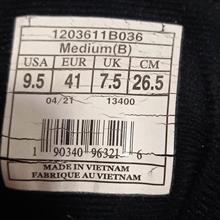 1203611B036
Medium(B)
USA EUR UK CM
9.5 41 7.5 26.5
04/21 13400
1 90340 96321 6
MADE IN VIETNAM
FABRIQUE AU VIETNAM